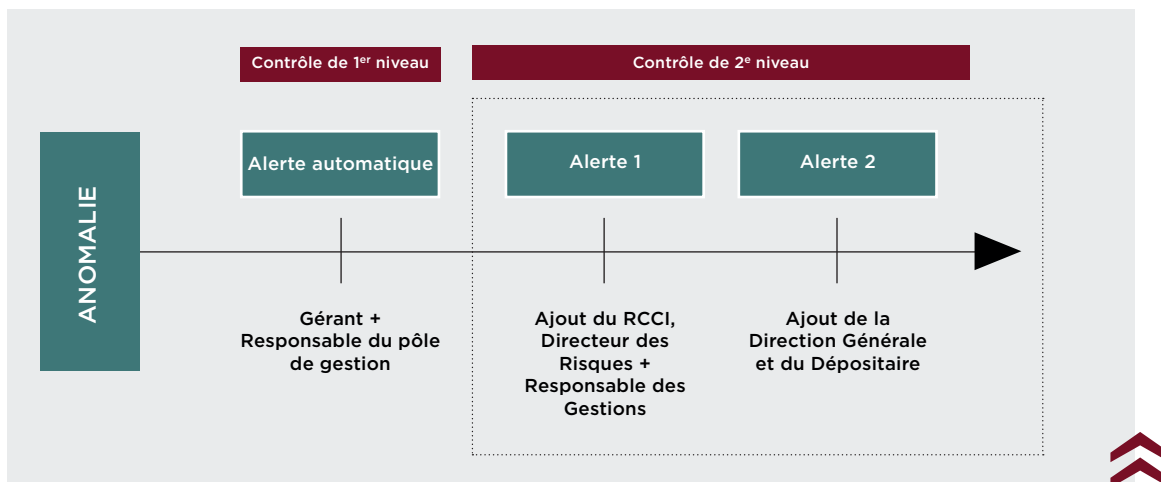 Contrôle de 1er niveau
Contrôle de 2e niveau
ANOMALIE
Alerte automatique
Alerte 1
Alerte 2
Gérant +
Responsable du pôle
de gestion
Ajout du RCCI,
Directeur des
Risques +
Responsable des
Gestions
Ajout de la
Direction Générale
et du Dépositaire